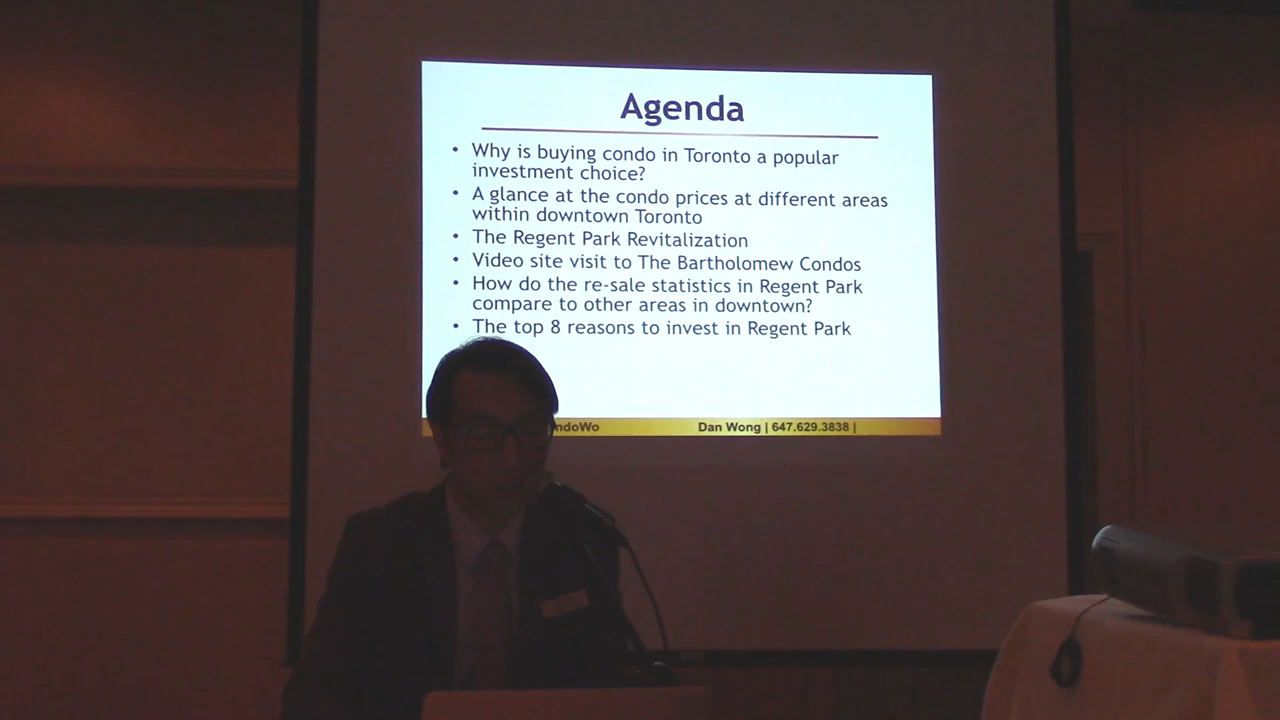 Agenda
• Why is buying condo in Toronto a popular
investment choice?
• A glance at the condo prices at different areas
within downtown Toronto
• The Regent Park Revitalization
• Video site visit to The Bartholomew Condos
• How do the re-sale statistics in Regent Park
compare to other areas in downtown?
• The top 8 reasons to invest in Regent Park
ndoWo Dan Wong | 647.629.3838 |